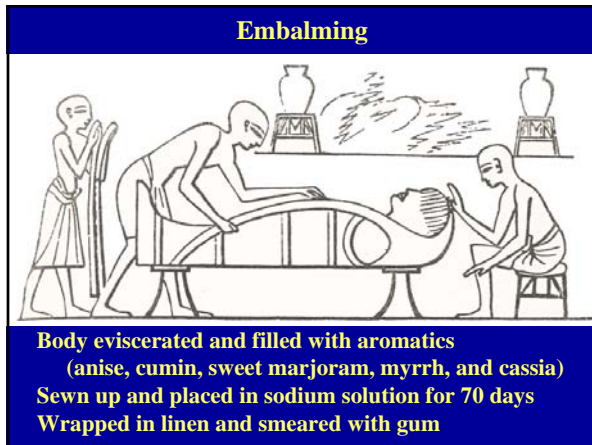 Embalming
Body eviscerated and filled with aromatics
(anise, cumin, sweet marjoram, myrrh, and cassia)
Sewn up and placed in sodium solution for 70 days
Wrapped in linen and smeared with gum